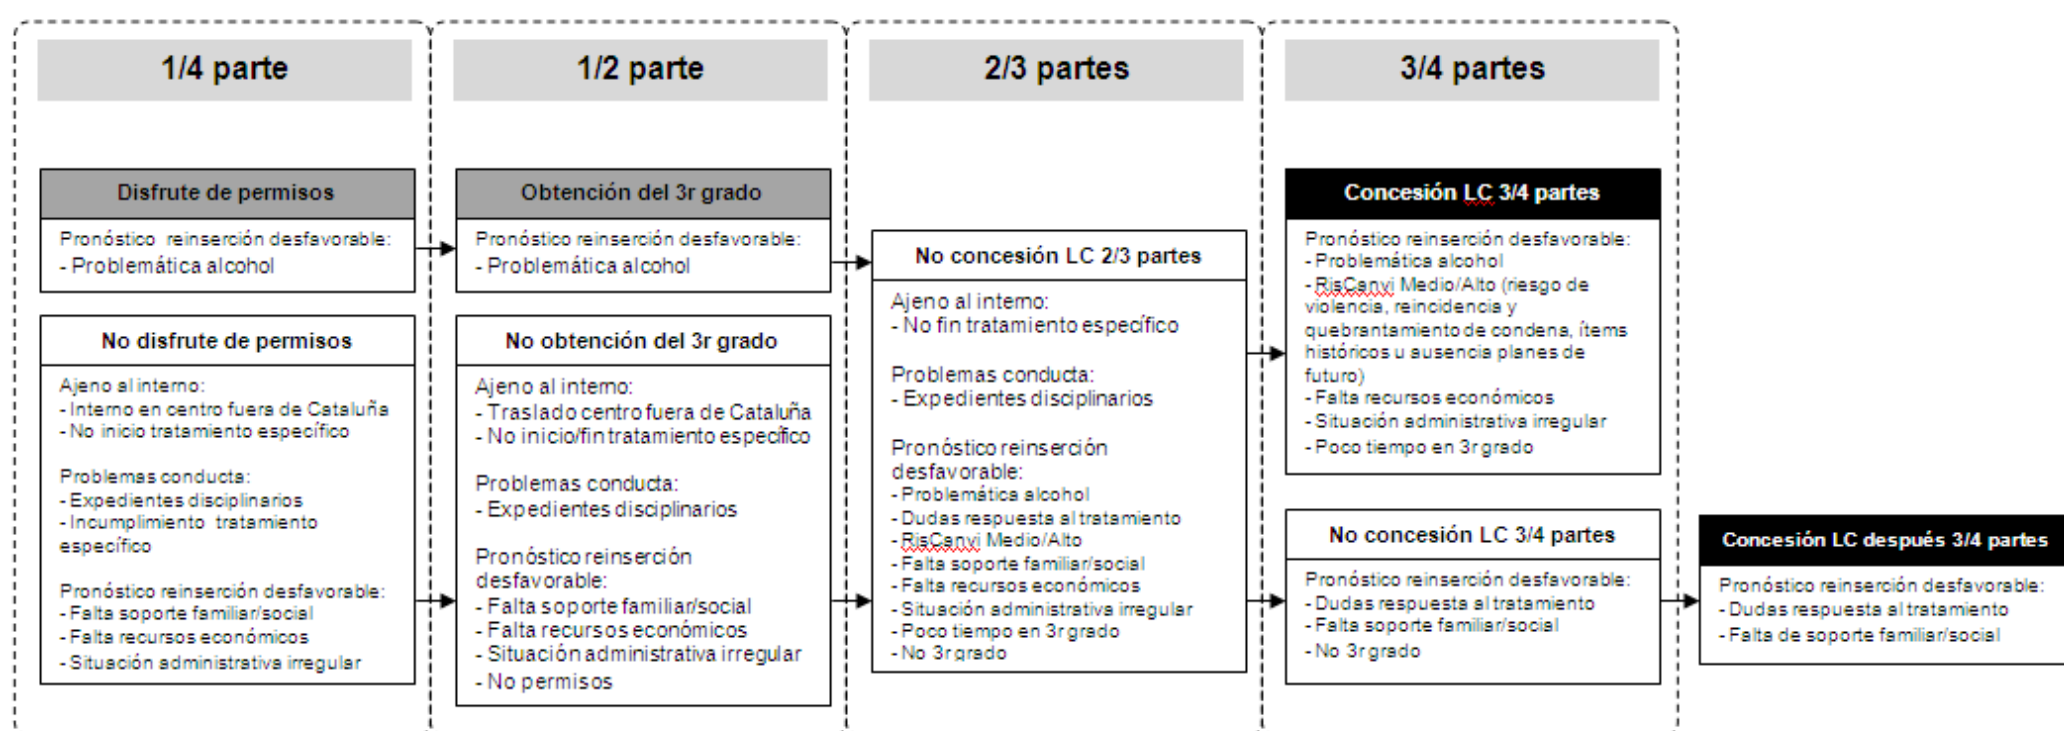 1/4 parte
Disfrute de permisos
Pronóstico reinserción desfavorable:
- Problemática alcohol
No disfrute de permisos
Ajeno al interno:
- Interno en centro fuera de Cataluña
- No inicio tratamiento específico
Problemas conducta:
- Expedientes disciplinarios
- Incumplimiento tratamiento
específico
Pronóstico reinserción desfavorable:
- Falta soporte familiar/social
- Falta recursos económicos
- Situación administrativa irregular
1/2 parte
Obtención del 3r grado
Pronóstico reinserción desfavorable:
- Problemática alcohol
No obtención del 3r grado
Ajeno al interno:
- Traslado centro fuera de Cataluña
- No inicio/fin tratamiento específico
Problemas conducta:
- Expedientes disciplinarios
Pronóstico reinserción
desfavorable:
- Falta soporte familiar/social
- Falta recursos económicos
- Situación administrativa irregular
- No permisos
2/3 partes
No concesión LC 2/3 partes
Ajeno al interno:
- No fin tratamiento específico
Problemas conducta:
- Expedientes disciplinarios
Pronóstico reinserción
desfavorable:
- Problemática alcohol
- Dudas respuesta al tratamiento
- RisCanvi Medio/Alto
- Falta soporte familiar/social
- Falta recursos económicos
- Situación administrativa irregular
- Poco tiempo en 3r grado
- No 3r grado
3/4 partes
Concesión LC 3/4 partes
Pronóstico reinserción desfavorable:
- Problemática alcohol
- RisCanvi Medio/Alto (riesgo de
violencia, reincidencia y
quebrantamiento de condena, ítems
históricos u ausencia planes de
futuro)
- Falta recursos económicos
- Situación administrativa irregular
- Poco tiempo en 3r grado
No concesión LC 3/4 partes
Pronóstico reinserción desfavorable:
- Dudas respuesta al tratamiento
- Falta soporte familiar/social
- No 3r grado
Concesión LC después 3/4 partes
Pronóstico reinserción desfavorable:
- Dudas respuesta al tratamiento
- Falta de soporte familiar/social